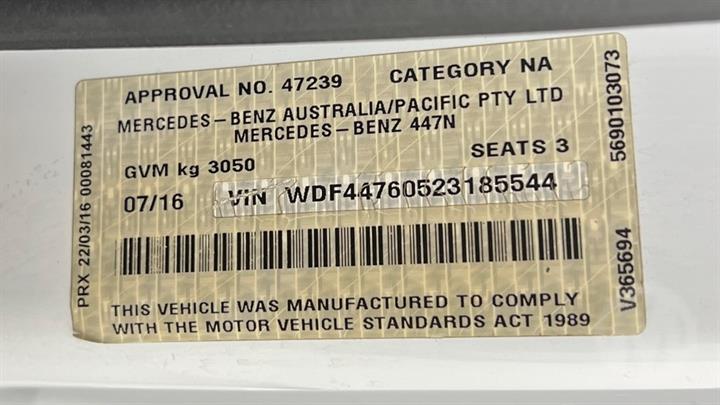 APPROVAL NO. 47239 CATEGORY NA
MERCEDES-BENZ AUSTRALIA/PACIFIC PTY LTD
MERCEDES-BENZ 447N
GVM kg 3050 SEATS 3
07/16 VIN WDF44760523185544
THIS VEHICLE WAS MANUFACTURED TO COMPLY
WITH THE MOTOR VEHICLE STANDARDS ACT 1989
PRX 22/03/16 00081443
5690103073
V365694